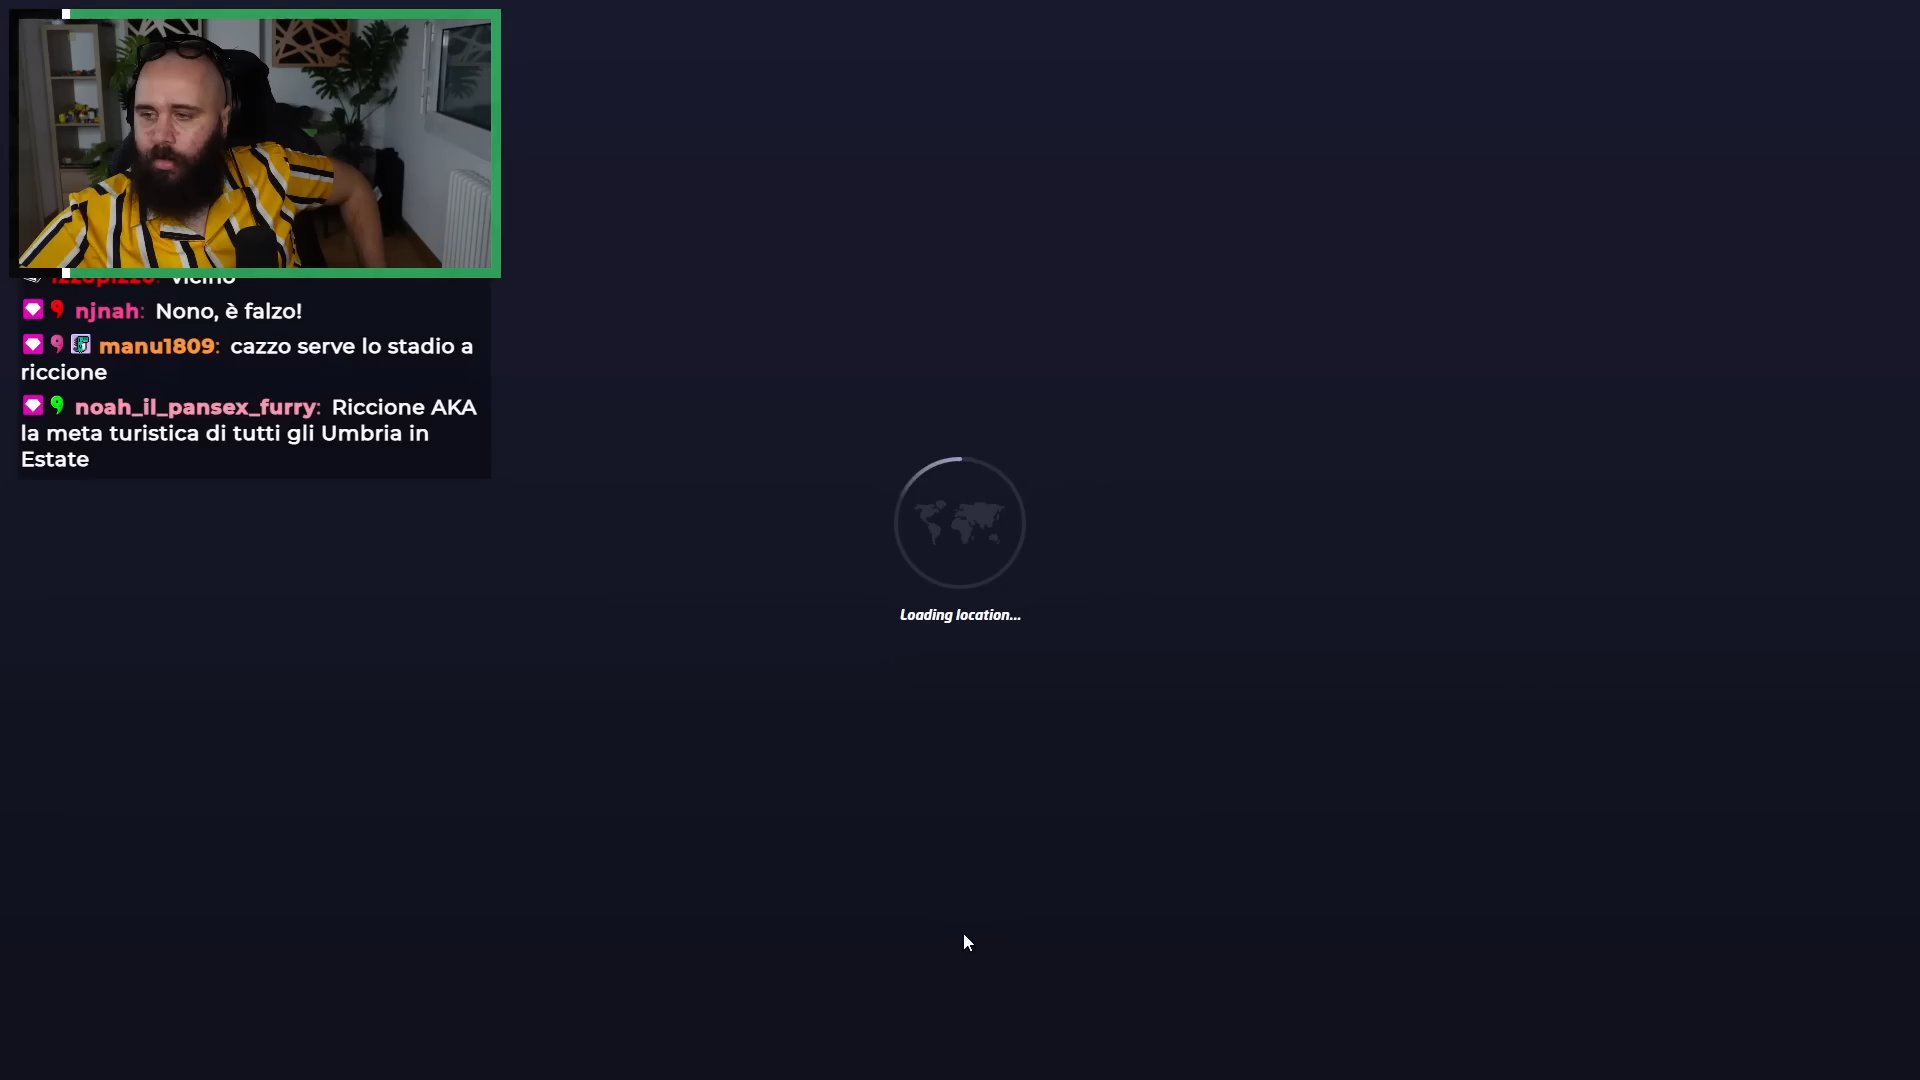 vicino
njnah: Nono, è falzo!
manu1809: cazzo serve lo stadio a
riccione
noah_il_pansex_furry: Riccione AKA
la meta turistica di tutti gli Umbria in
Estate
Loading location...